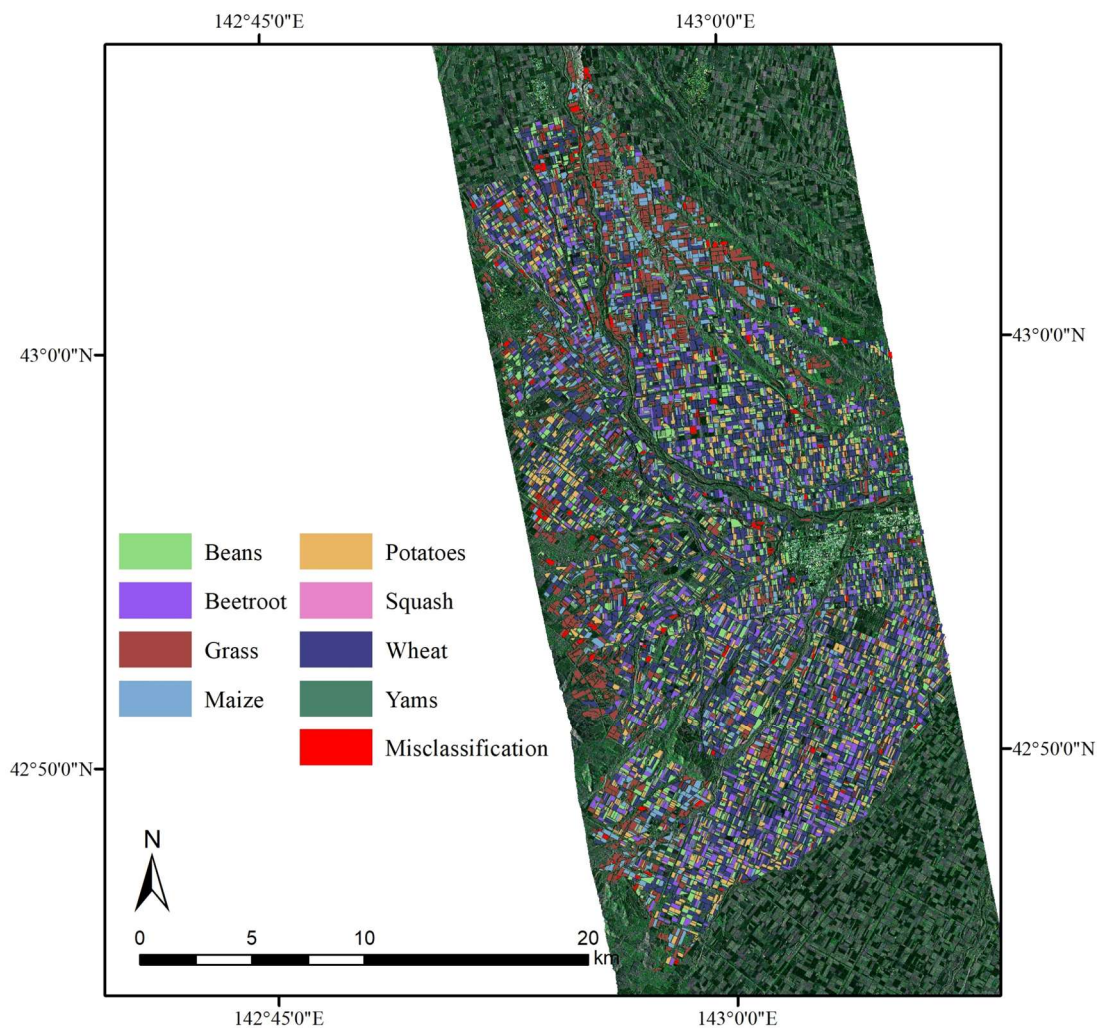 142°45'0"E 143°0'0"E
43°0'0"N 43°0'0"N
Beans Potatoes
Beetroot Squash
Grass Wheat
Maize Yams
Misclassification
42°50'0"N 42°50'0"N
N
0 5 10 20
km
142°45'0"E 143°0'0"E